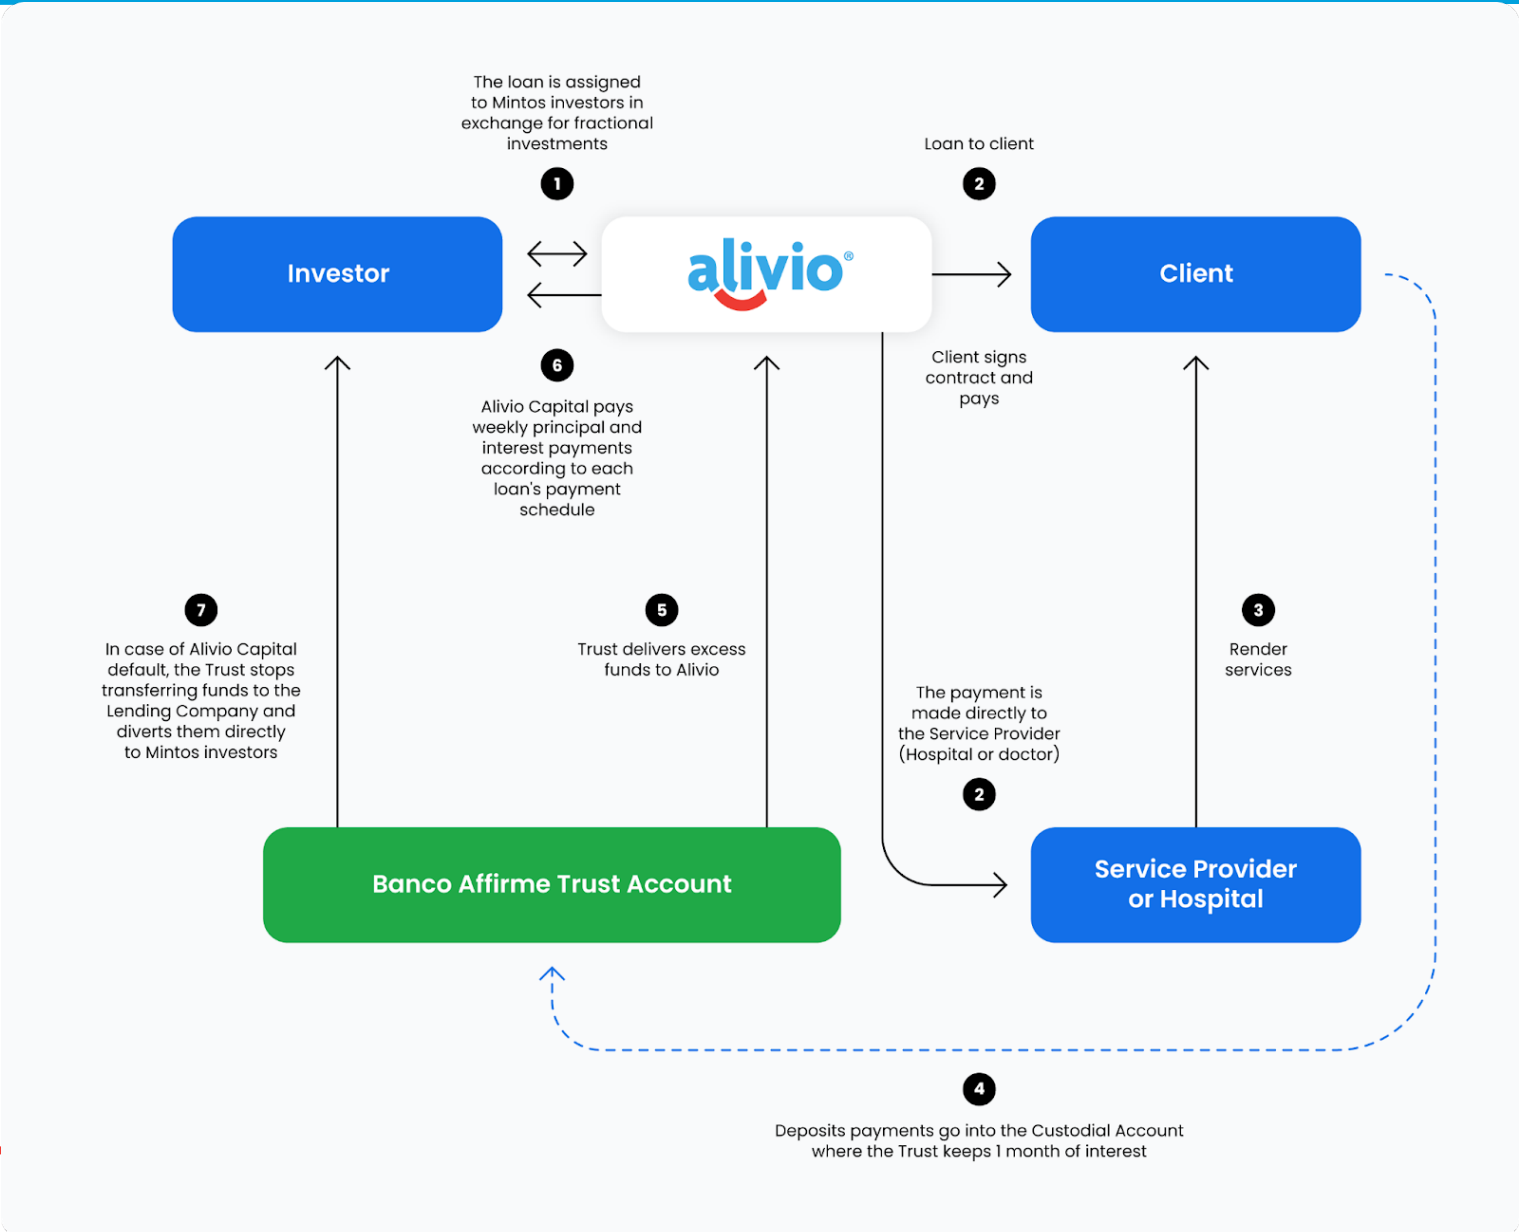 The loan is assigned
to Mintos investors in
exchange for fractional
investments
1
Loan to client
2
Investor
alivio®
Client
6
Alivio Capital pays
weekly principal and
interest payments
according to each
loan's payment
schedule
Client signs
contract and
pays
7
In case of Alivio Capital
default, the Trust stops
transferring funds to the
Lending Company and
diverts them directly
to Mintos investors
5
Trust delivers excess
funds to Alivio
3
Render
services
The payment is
made directly to
the Service Provider
(Hospital or doctor)
2
Banco Affirme Trust Account
Service Provider
or Hospital
4
Deposits payments go into the Custodial Account
where the Trust keeps 1 month of interest